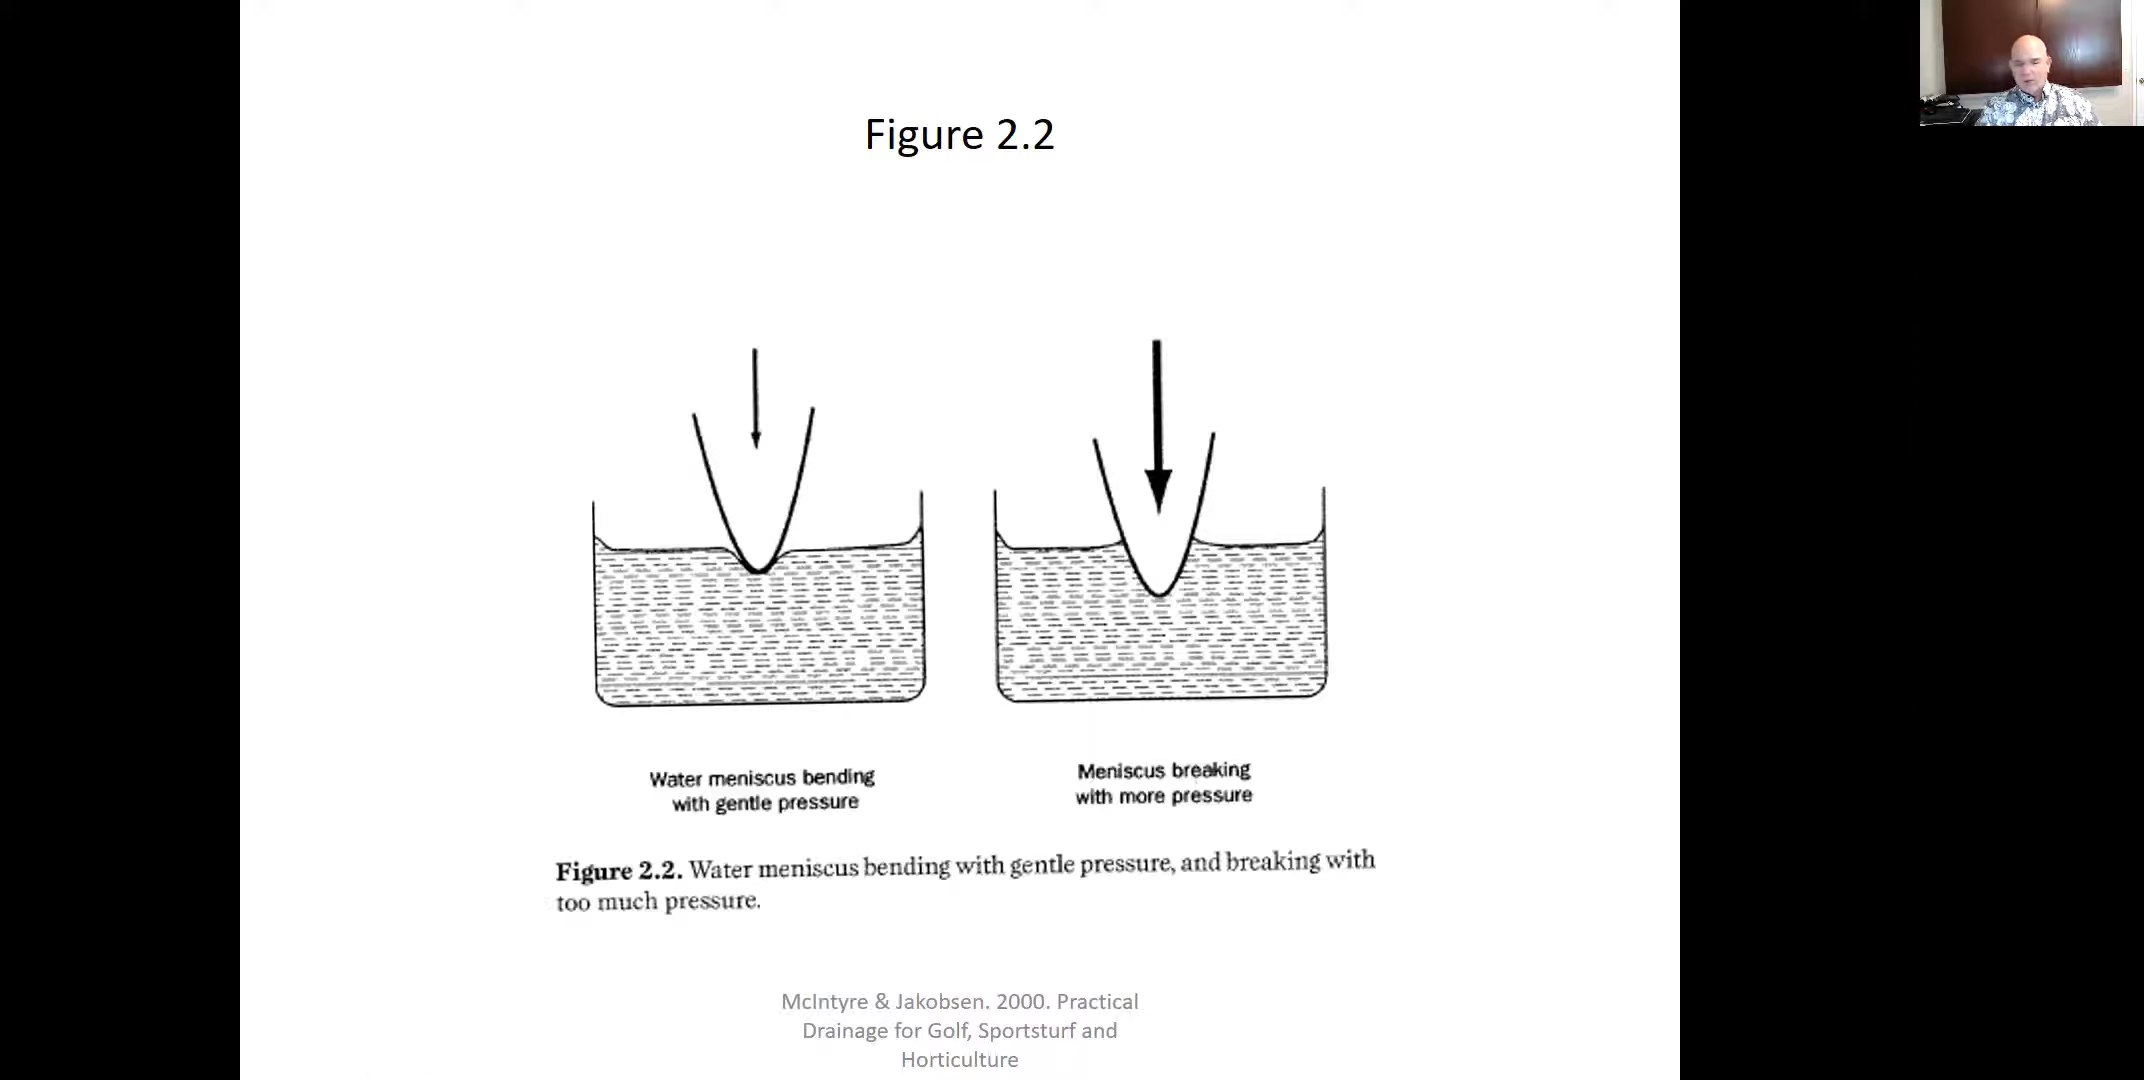 Figure 2.2
Water meniscus bending
with gentle pressure
Meniscus breaking
with more pressure
Figure 2.2. Water meniscus bending with gentle pressure, and breaking with
too much pressure.
McIntyre & Jakobsen. 2000. Practical
Drainage for Golf, Sportsturf and
Horticulture